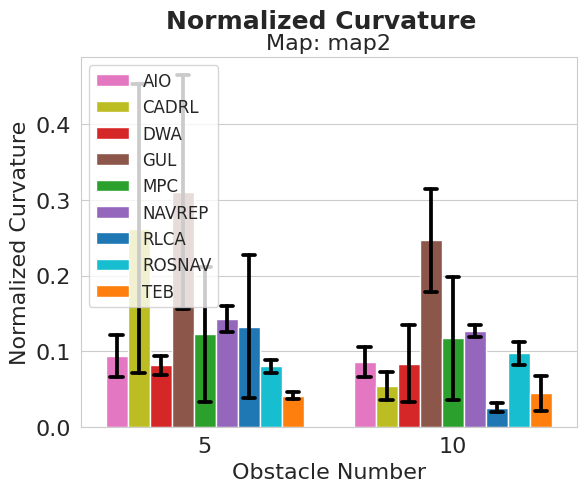 Normalized Curvature
Map: map2
Normalized Curvature
0.4
0.3
0.2
0.1
0.0
AIO
CADRL
DWA
GUL
MPC
NAVREP
RLCA
ROSNAV
TEB
5
10
Obstacle Number